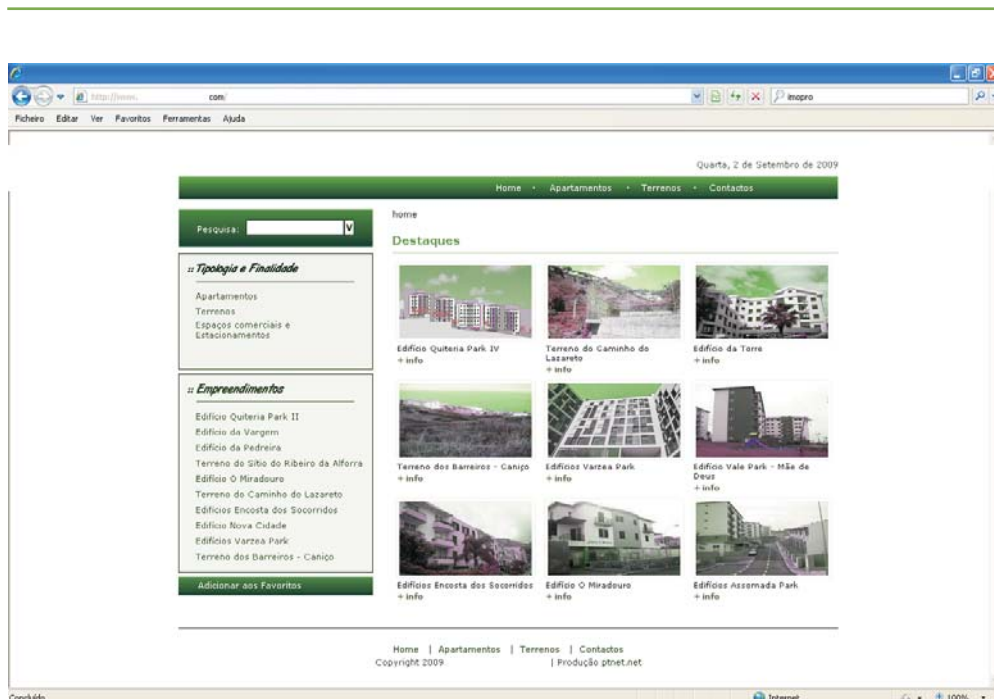 http://www. com/
imopro
Ficheiro Editar Ver Favoritos Ferramentas Ajuda
Quarta, 2 de Setembro de 2009
Home · Apartamentos · Terrenos · Contactos
Pesquisa: V
:: Tipologia e Finalidade
Apartamentos
Terrenos
Espaços comerciais e
Estacionamentos
:: Empreendimentos
Edifício Quiteria Park II
Edifício da Vargem
Edifício da Pedreira
Terreno do Sítio do Ribeiro da Alforra
Edifício O Miradouro
Terreno do Caminho do Lazareto
Edifícios Encosta dos Socorridos
Edifício Nova Cidade
Edifícios Varzea Park
Terreno dos Barreiros - Caniço
Adicionar aos Favoritos
home
Destaques
Edifício Quiteria Park IV
+ info
Terreno do Caminho do
Lazareto
+ info
Edifício da Torre
+ info
Terreno dos Barreiros - Caniço
+ info
Edifícios Varzea Park
+ info
Edifício Vale Park - Mãe de
Deus
+ info
Edifícios Encosta dos Socorridos
+ info
Edifício O Miradouro
+ info
Edifícios Assomada Park
+ info
Home | Apartamentos | Terrenos | Contactos
Copyright 2009 | Produção ptnet.net
Concluído
Internet
100%